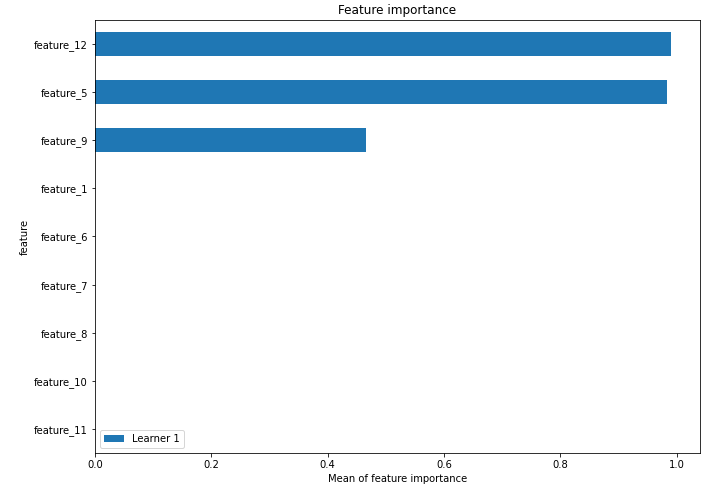 Feature importance
feature_12
feature_5
feature_9
feature_1
feature_6
feature_7
feature_8
feature_10
feature_11
feature
Learner 1
0.0 0.2 0.4 0.6 0.8 1.0
Mean of feature importance